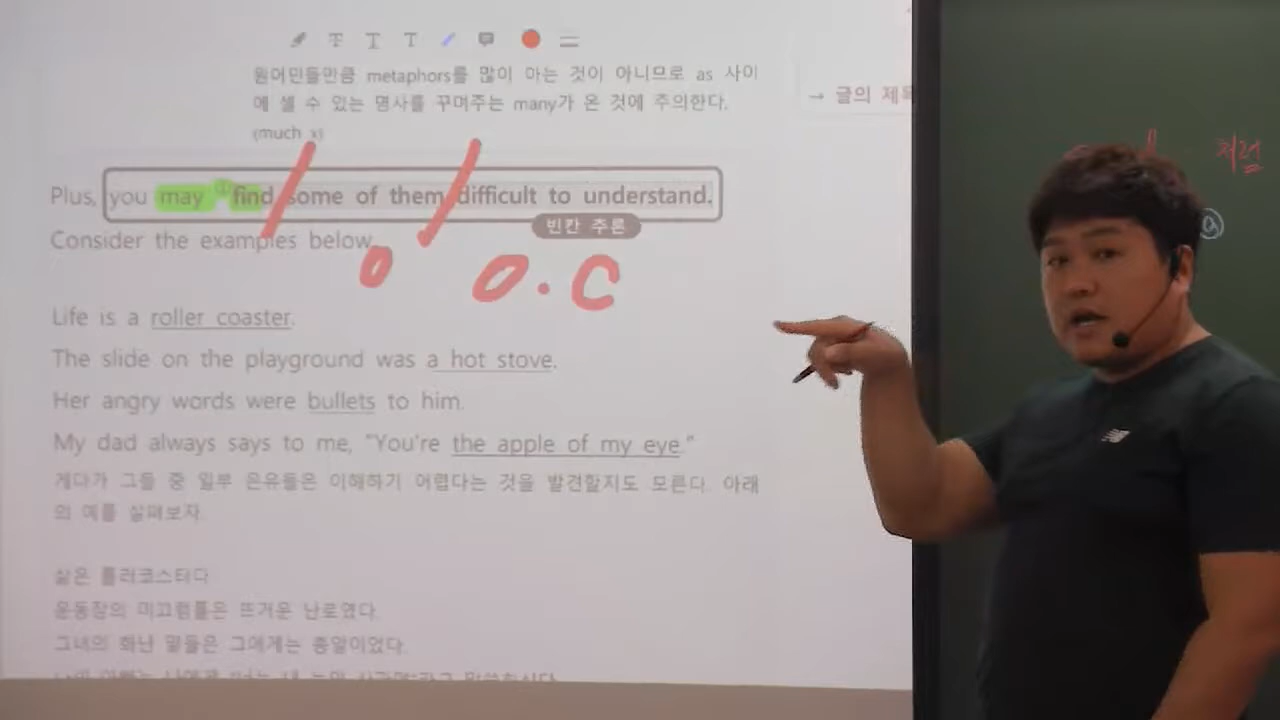 원어민들만큼 metaphors를 많이 아는 것이 아니므로 as 사이
에 셀 수 있는 명사를 꾸며주는 many가 온 것에 주의한다.
(much x)
→ 글의 제목
처럼
Plus, you may ① find some of them difficult to understand.
빈칸 추론
Consider the examples below.
O O.C
Life is a roller coaster.
The slide on the playground was a hot stove.
Her angry words were bullets to him.
My dad always says to me, "You're the apple of my eye."
게다가 그들 중 일부 은유들은 이해하기 어렵다는 것을 발견할지도 모른다. 아래
의 예를 살펴보자.
삶은 롤러코스터다.
운동장의 미끄럼틀은 뜨거운 난로였다.
그녀의 화난 말들은 그에게는 총알이었다.